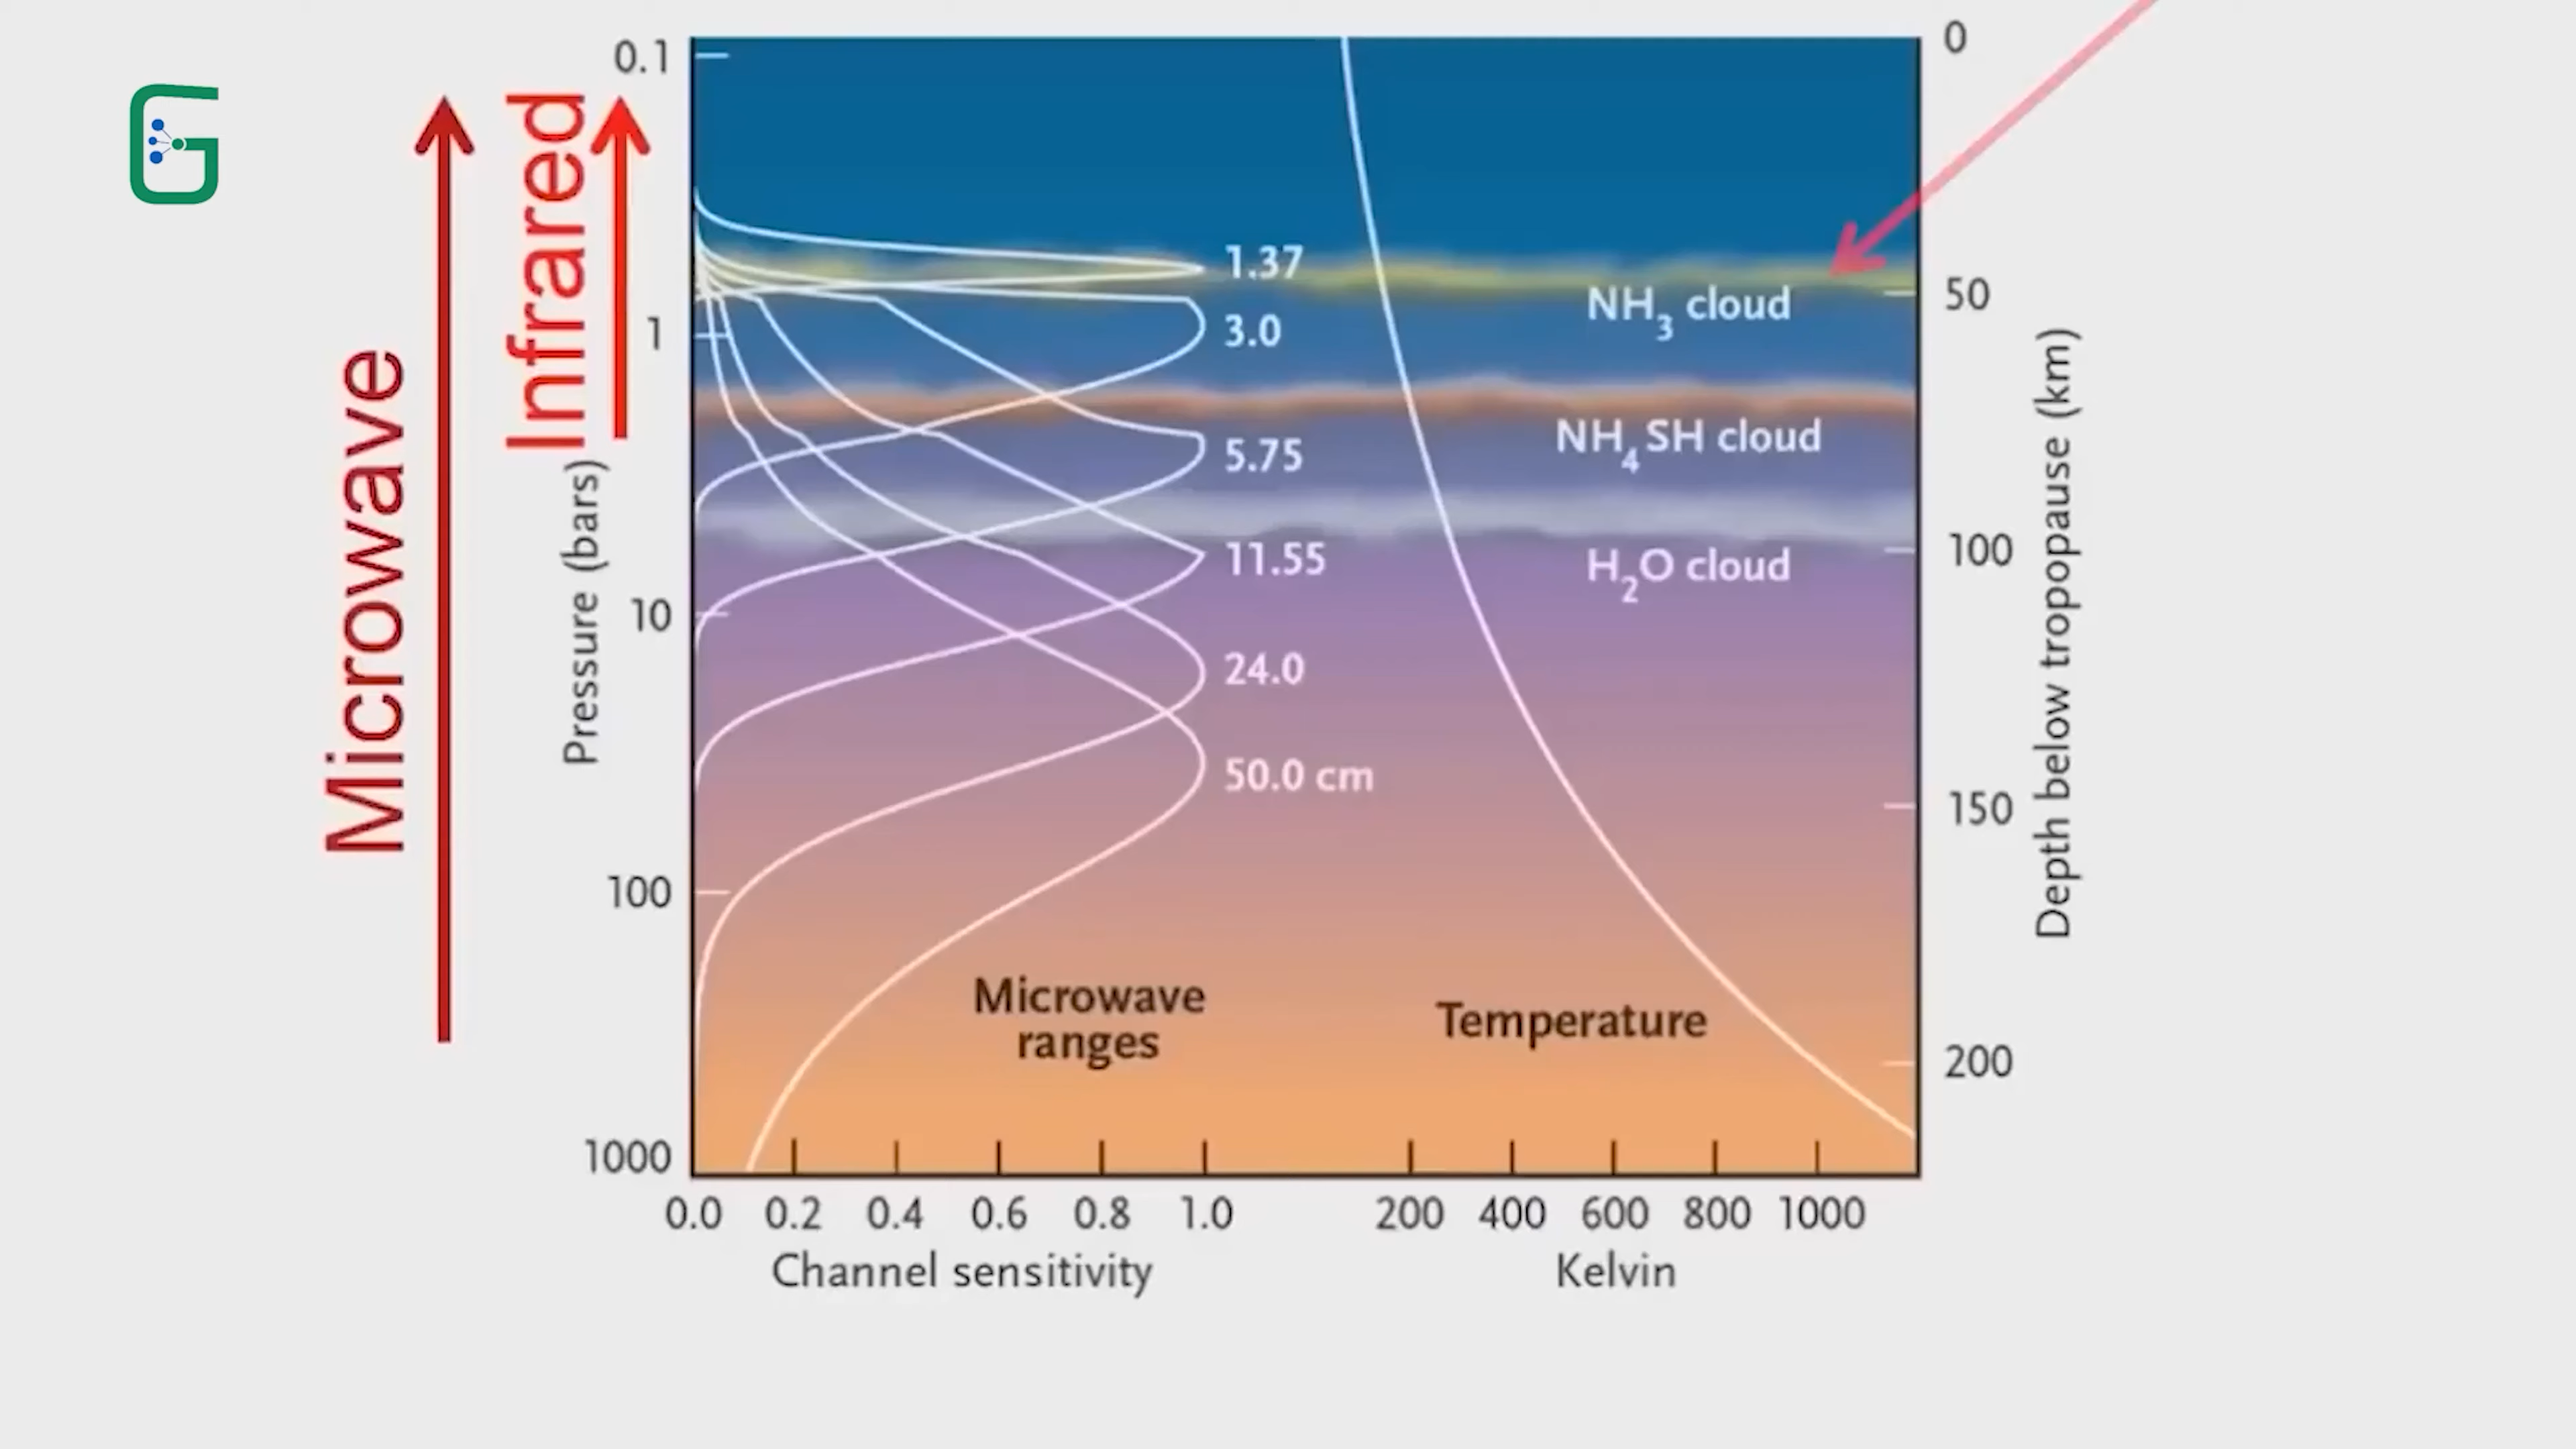 G
Microwave
Infrared
Pressure (bars)
0.1
1
10
100
1000
1.37
3.0
5.75
11.55
24.0
50.0 cm
NH₃ cloud
NH₄SH cloud
H₂O cloud
Microwave
ranges
Temperature
0
50
100
150
200
Depth below tropopause (km)
0.0 0.2 0.4 0.6 0.8 1.0 200 400 600 800 1000
Channel sensitivity Kelvin